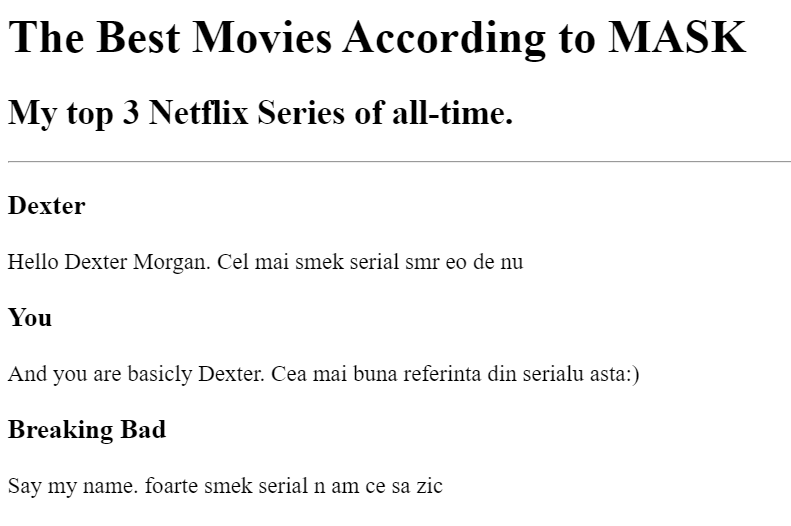 The Best Movies According to MASK
My top 3 Netflix Series of all-time.
Dexter
Hello Dexter Morgan. Cel mai smek serial smr eo de nu
You
And you are basicly Dexter. Cea mai buna referinta din serialu asta:)
Breaking Bad
Say my name. foarte smek serial n am ce sa zic